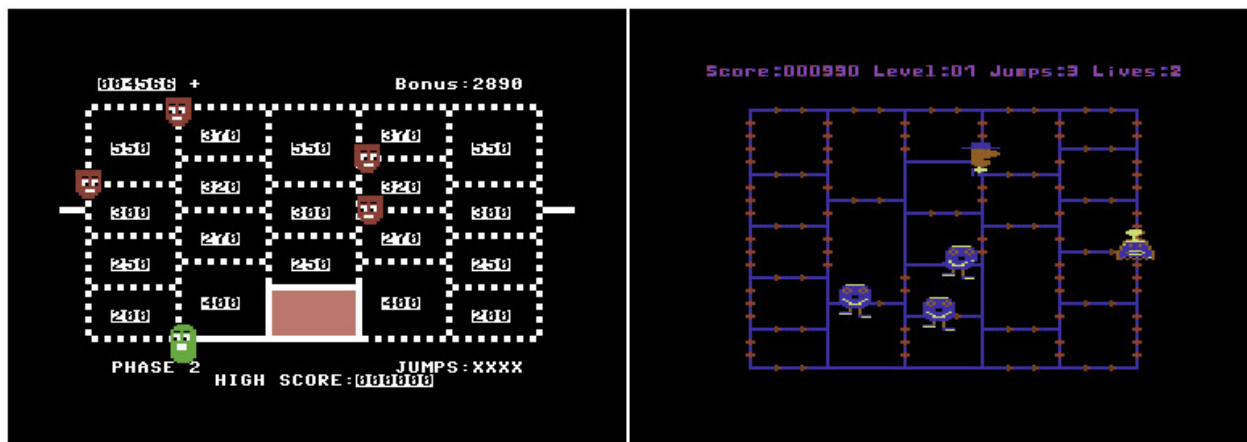 004566 + Bonus:2890
370 370
550 550 550
320 320
300 300 300
270 270
250 250 250
400 400
200 200
PHASE 2 JUMPS:XXXX
HIGH SCORE:000000
Score:000990 Level:01 Jumps:3 Lives:2